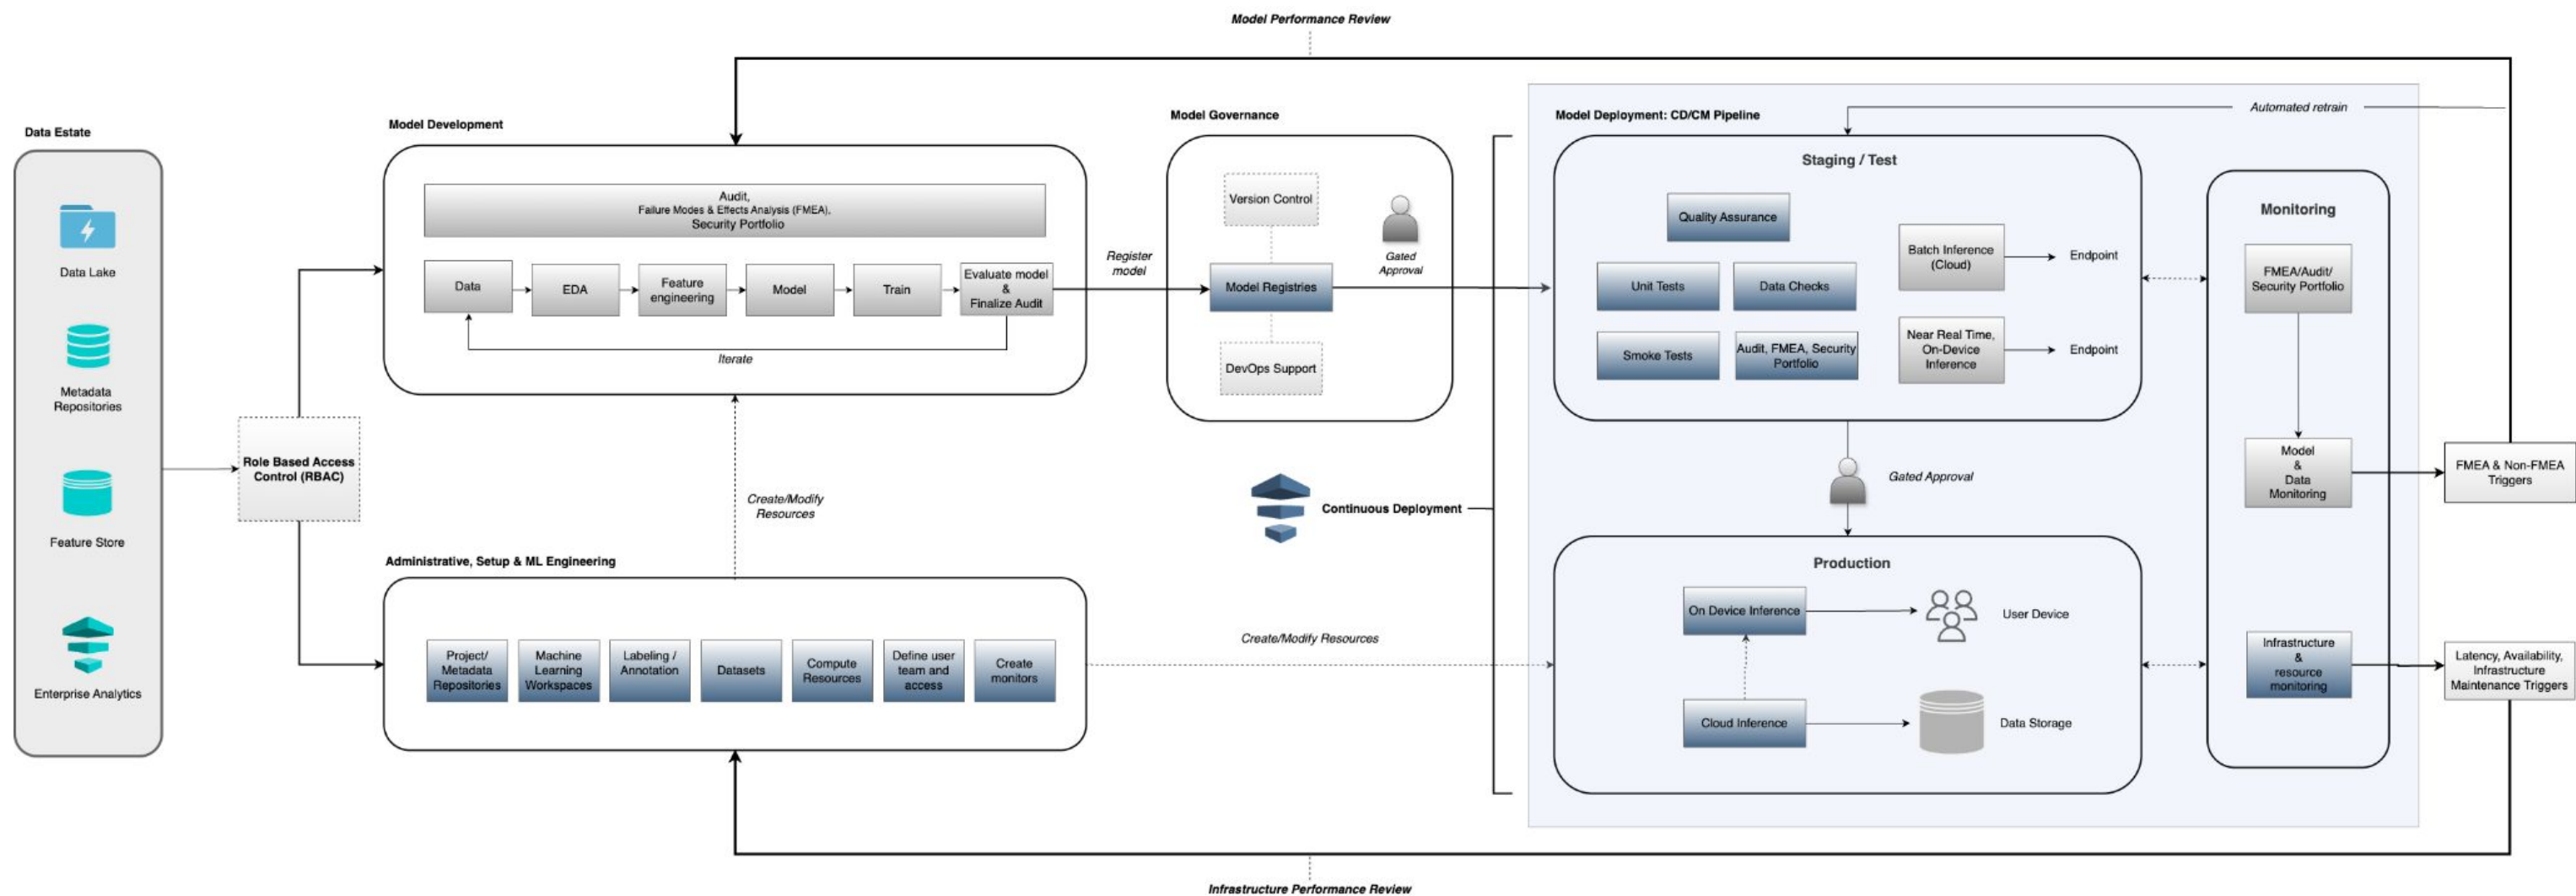 Model Performance Review
Data Estate
Data Lake
Metadata
Repositories
Feature Store
Enterprise Analytics
Role Based Access
Control (RBAC)
Model Development
Audit,
Failure Modes & Effects Analysis (FMEA),
Security Portfolio
Data
EDA
Feature
engineering
Model
Train
Evaluate model
&
Finalize Audit
Iterate
Create/Modify
Resources
Administrative, Setup & ML Engineering
Project/
Metadata
Repositories
Machine
Learning
Workspaces
Labeling /
Annotation
Datasets
Compute
Resources
Define user
team and
access
Create
monitors
Register
model
Model Governance
Version Control
Model Registries
DevOps Support
Gated
Approval
Continuous Deployment
Create/Modify Resources
Model Deployment: CD/CM Pipeline
Automated retrain
Staging / Test
Quality Assurance
Unit Tests
Data Checks
Smoke Tests
Audit, FMEA, Security
Portfolio
Batch Inference
(Cloud)
Endpoint
Near Real Time,
On-Device
Inference
Endpoint
Gated Approval
Production
On Device Inference
User Device
Cloud Inference
Data Storage
Monitoring
FMEA/Audit/
Security Portfolio
Model
&
Data
Monitoring
Infrastructure
&
resource
monitoring
FMEA & Non-FMEA
Triggers
Latency, Availability,
Infrastructure
Maintenance Triggers
Infrastructure Performance Review